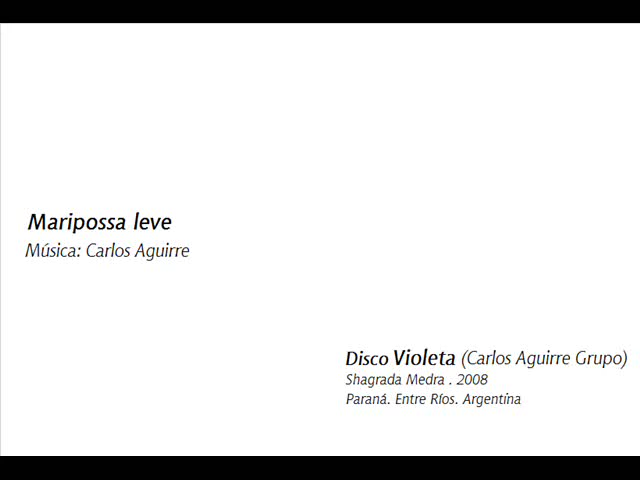 Maripossa leve
Música: Carlos Aguirre
Disco Violeta (Carlos Aguirre Grupo)
Shagrada Medra . 2008
Paraná. Entre Ríos. Argentina